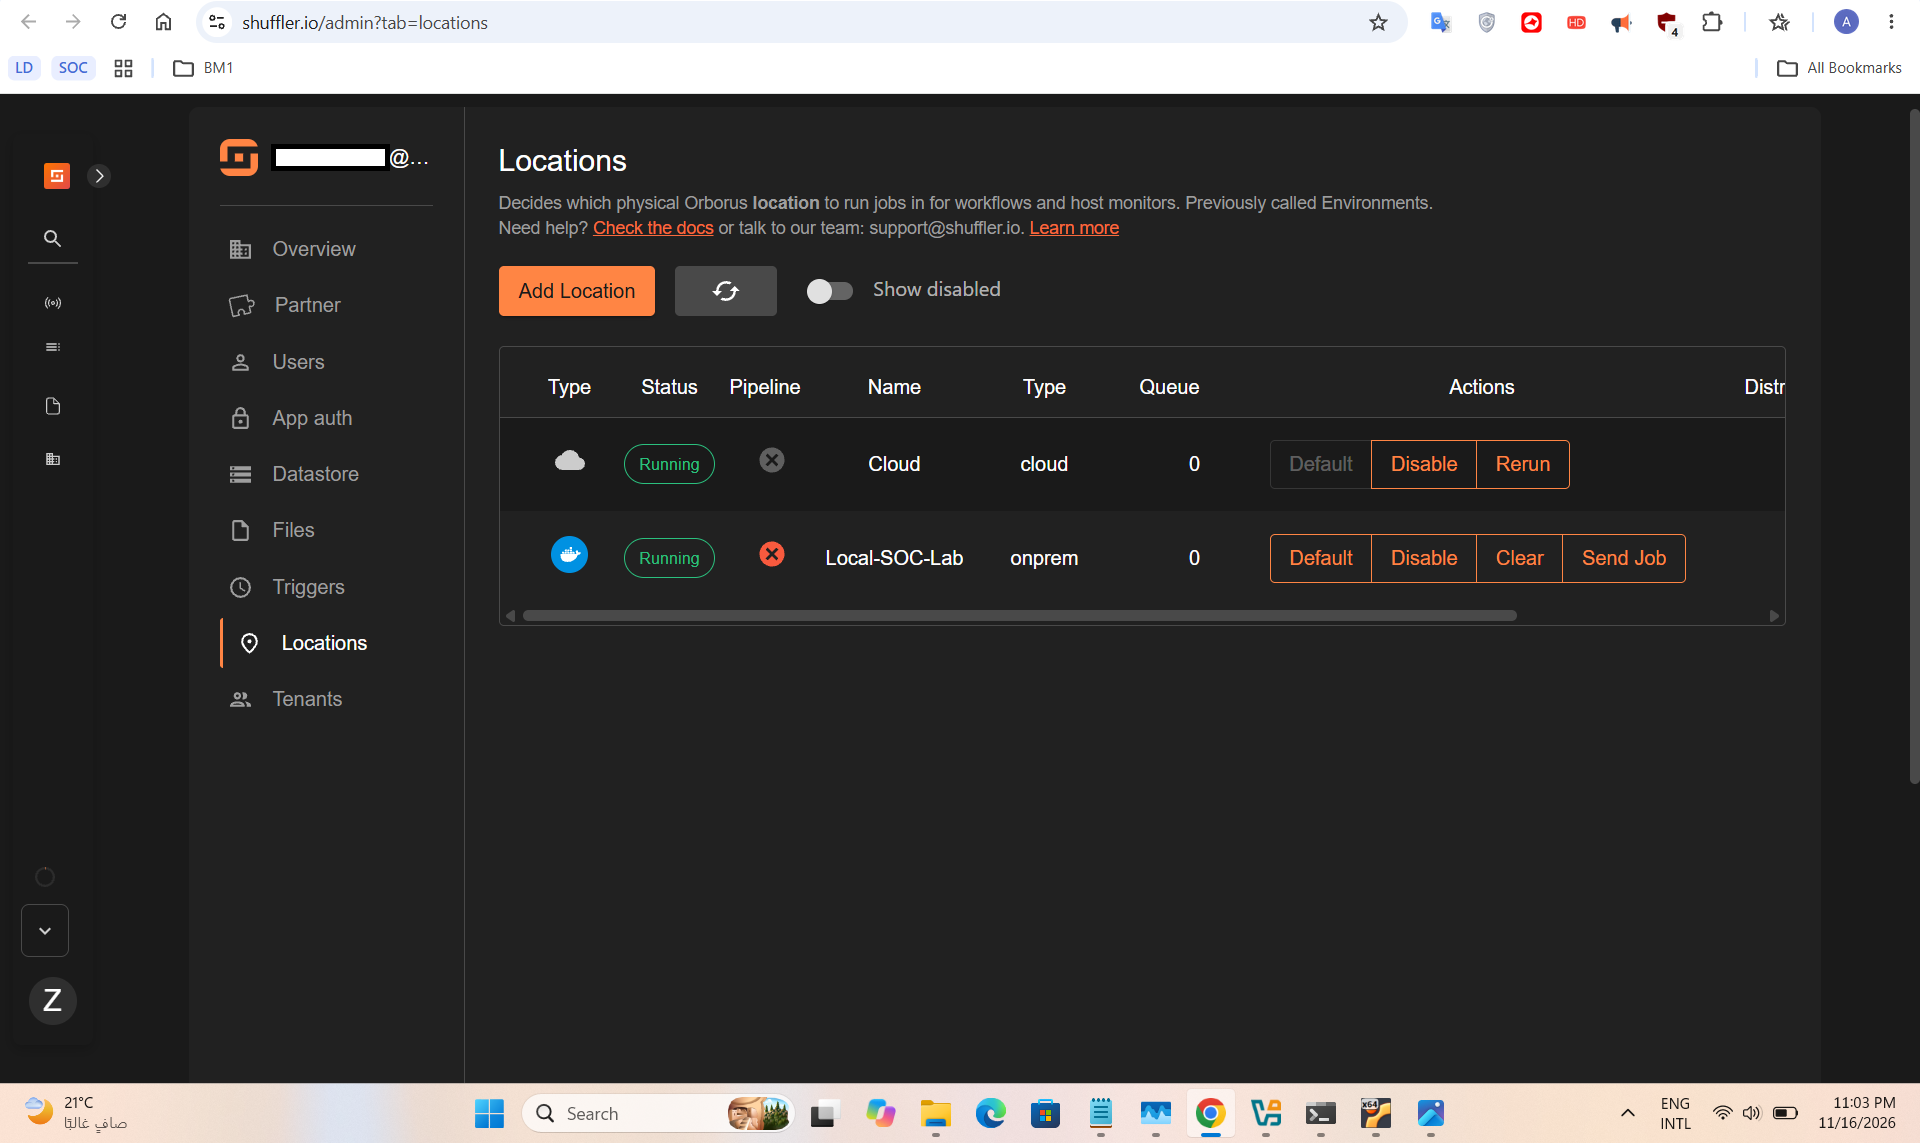 shuffler.io/admin?tab=locations
HD
4
A
LD
SOC
BM1
All Bookmarks
@...
Overview
Partner
Users
App auth
Datastore
Files
Triggers
Locations
Tenants
Z
Locations
Decides which physical Orborus location to run jobs in for workflows and host monitors. Previously called Environments.
Need help? Check the docs or talk to our team: support@shuffler.io. Learn more
Add Location
Show disabled
Type Status Pipeline Name Type Queue Actions Distr
Running Cloud cloud 0 Default Disable Rerun
Running Local-SOC-Lab onprem 0 Default Disable Clear Send Job
21°C
صافٍ غالبًا
Search
x64
ENG
INTL
11:03 PM
11/16/2026